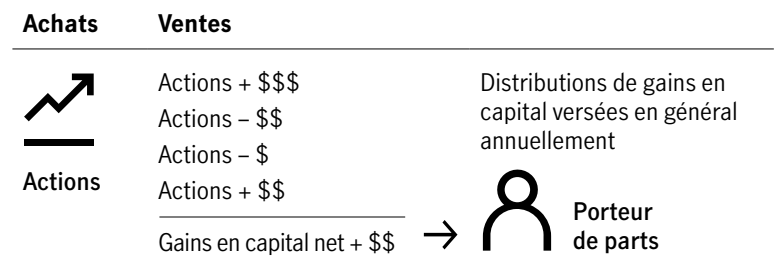 Achats
Ventes
Actions
Actions + $$$
Actions – $$
Actions – $
Actions + $$
Gains en capital net + $$
Distributions de gains en
capital versées en général
annuellement
Porteur
de parts